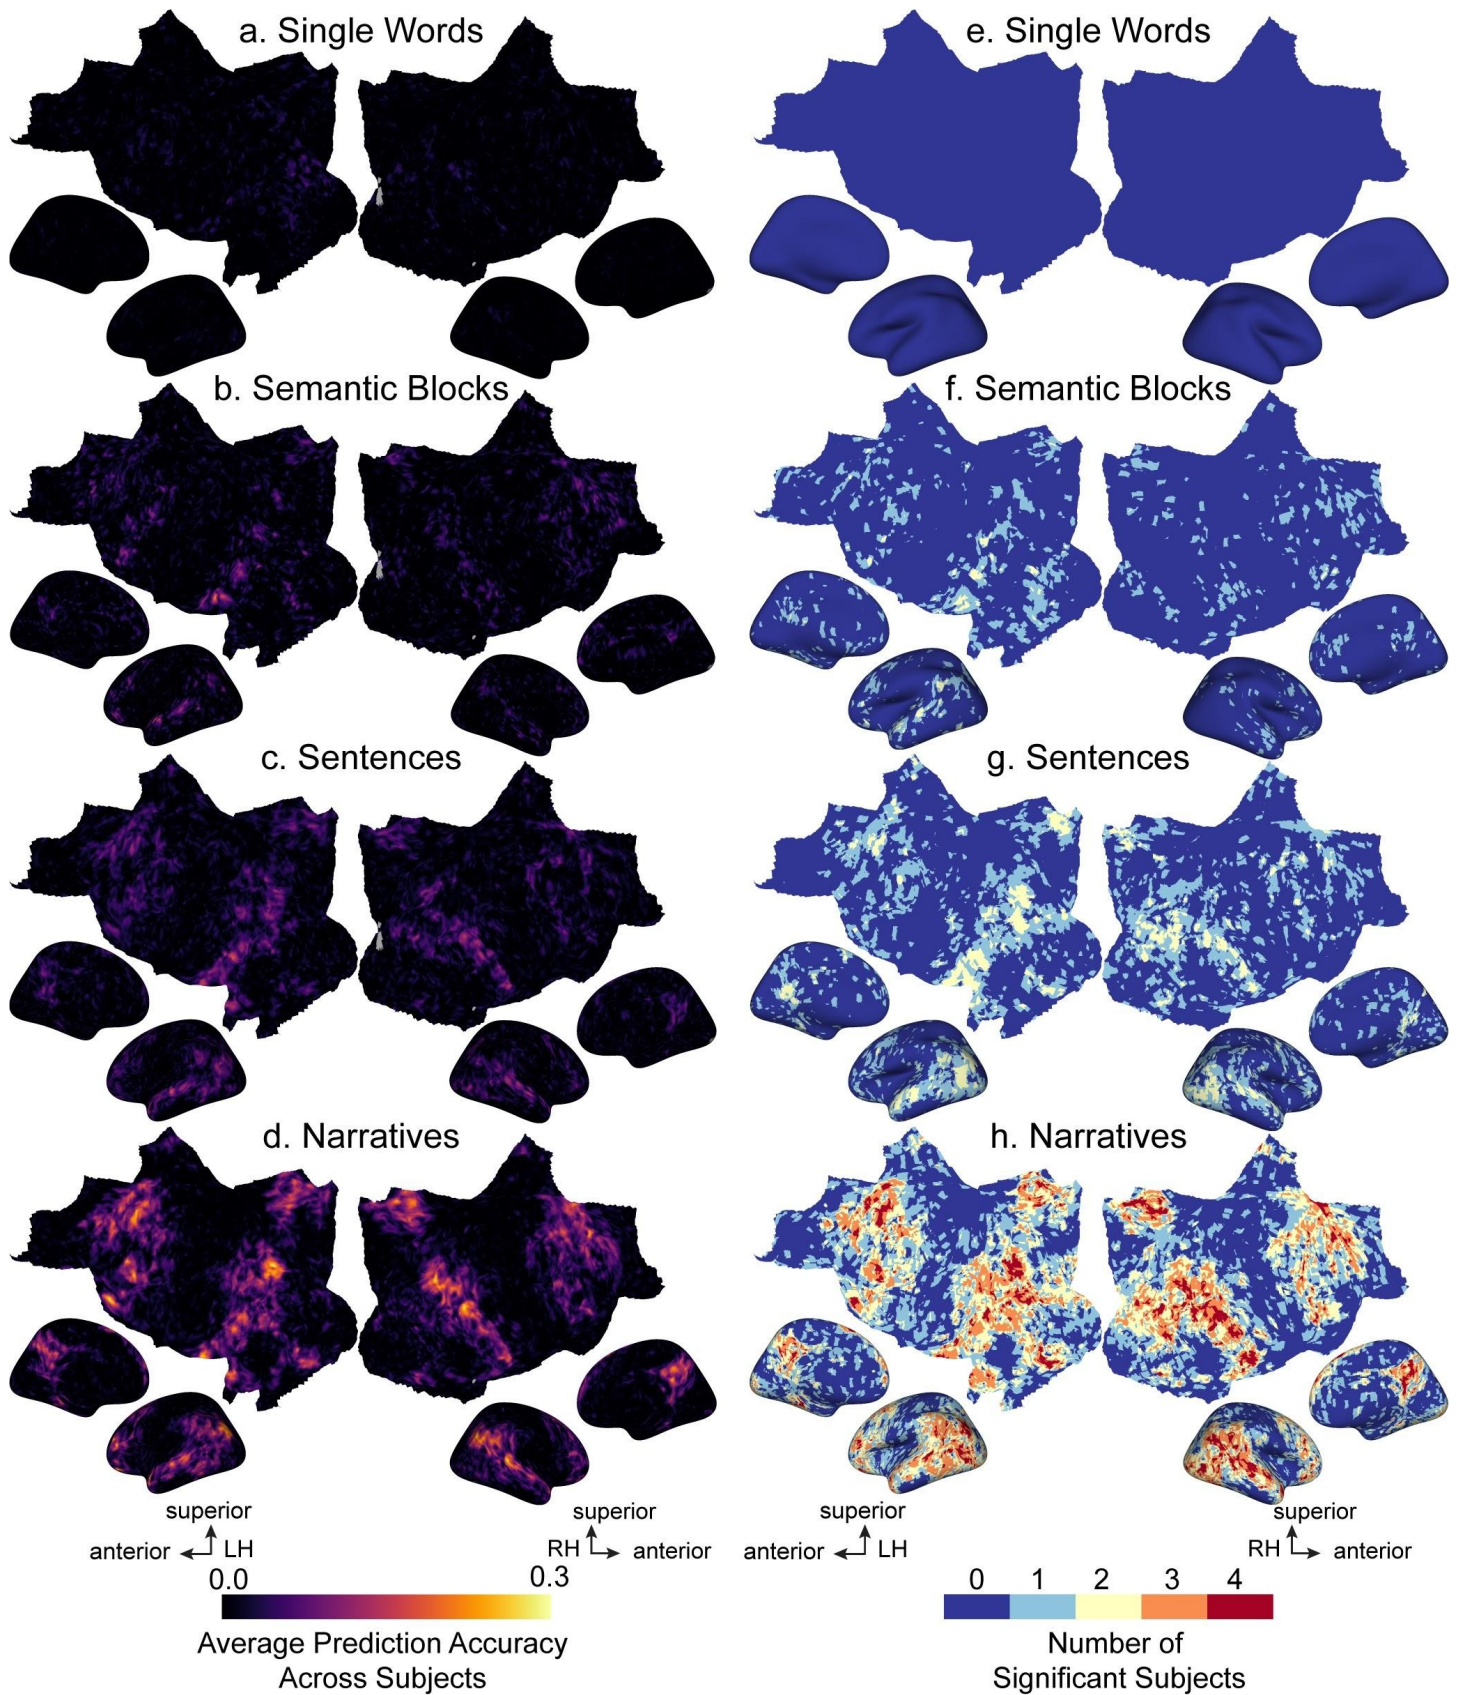 a. Single Words
e. Single Words
b. Semantic Blocks
f. Semantic Blocks
c. Sentences
g. Sentences
d. Narratives
h. Narratives
superior
anterior LH
superior
RH anterior
superior
anterior LH
superior
RH anterior
0.0 0.3
Average Prediction Accuracy
Across Subjects
0 1 2 3 4
Number of
Significant Subjects